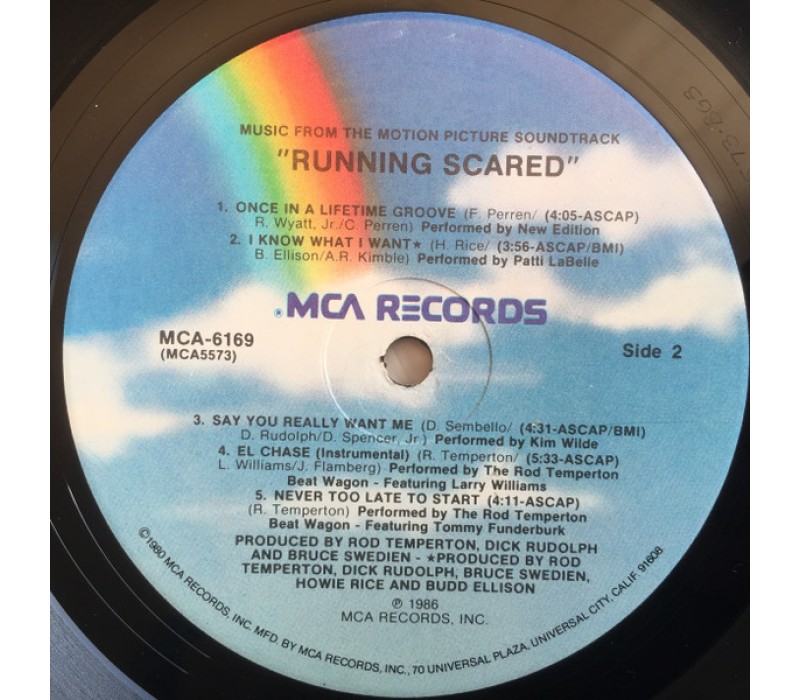 MUSIC FROM THE MOTION PICTURE SOUNDTRACK
"RUNNING SCARED"
1. ONCE IN A LIFETIME GROOVE (F. Perren/ (4:05-ASCAP)
R. Wyatt, Jr./C. Perren) Performed by New Edition
2. I KNOW WHAT I WANT★ (H. Rice/ (3:56-ASCAP/BMI)
B. Ellison/A.R. Kimble) Performed by Patti LaBelle
® MCA RECORDS
MCA-6169
(MCA5573)
Side 2
3. SAY YOU REALLY WANT ME (D. Sembello/ (4:31-ASCAP/BMI)
D. Rudolph/D. Spencer, Jr.) Performed by Kim Wilde
4. EL CHASE (Instrumental) (R. Temperton/ (5:33-ASCAP)
L. Williams/J. Flamberg) Performed by The Rod Temperton
Beat Wagon - Featuring Larry Williams
5. NEVER TOO LATE TO START (4:11-ASCAP)
(R. Temperton) Performed by The Rod Temperton
Beat Wagon - Featuring Tommy Funderburk
PRODUCED BY ROD TEMPERTON, DICK RUDOLPH
AND BRUCE SWEDIEN - ★PRODUCED BY ROD
TEMPERTON, DICK RUDOLPH, BRUCE SWEDIEN,
HOWIE RICE AND BUDD ELLISON
℗ 1986
MCA RECORDS, INC.
©1980 MCA RECORDS, INC. MFD. BY MCA RECORDS, INC., 70 UNIVERSAL PLAZA, UNIVERSAL CITY, CALIF. 91608